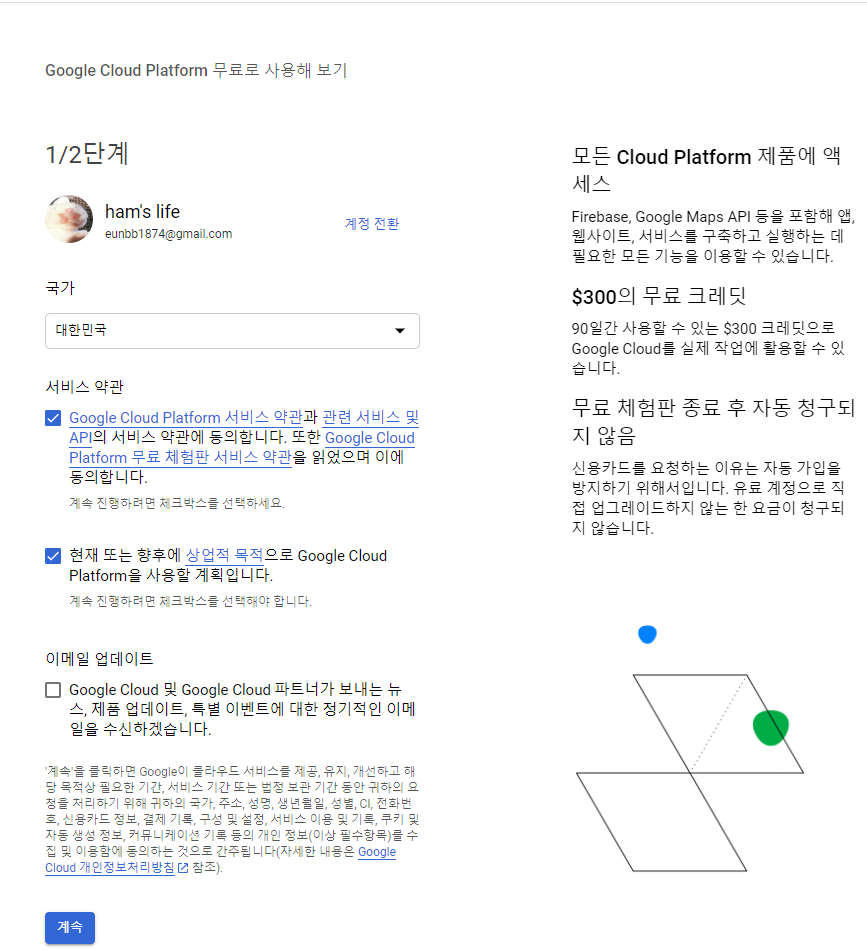 Google Cloud Platform 무료로 사용해 보기
1/2단계
ham's life
eunbb1874@gmail.com
계정 전환
국가
대한민국
서비스 약관
Google Cloud Platform 서비스 약관과 관련 서비스 및
API의 서비스 약관에 동의합니다. 또한 Google Cloud
Platform 무료 체험판 서비스 약관을 읽었으며 이에
동의합니다.
계속 진행하려면 체크박스를 선택하세요.
현재 또는 향후에 상업적 목적으로 Google Cloud
Platform을 사용할 계획입니다.
계속 진행하려면 체크박스를 선택해야 합니다.
이메일 업데이트
Google Cloud 및 Google Cloud 파트너가 보내는 뉴
스, 제품 업데이트, 특별 이벤트에 대한 정기적인 이메
일을 수신하겠습니다.
'계속'을 클릭하면 Google이 클라우드 서비스를 제공, 유지, 개선하고 해
당 목적상 필요한 기간, 서비스 기간 또는 법정 보관 기간 동안 귀하의 요
청을 처리하기 위해 귀하의 국가, 주소, 성명, 생년월일, 성별, CI, 전화번
호, 신용카드 정보, 결제 기록, 구성 및 설정, 서비스 이용 및 기록, 쿠키 및
자동 생성 정보, 커뮤니케이션 기록 등의 개인 정보(이상 필수항목)를 수
집 및 이용함에 동의하는 것으로 간주됩니다(자세한 내용은 Google
Cloud 개인정보처리방침 참조).
계속
모든 Cloud Platform 제품에 액
세스
Firebase, Google Maps API 등을 포함해 앱,
웹사이트, 서비스를 구축하고 실행하는 데
필요한 모든 기능을 이용할 수 있습니다.
$300의 무료 크레딧
90일간 사용할 수 있는 $300 크레딧으로
Google Cloud를 실제 작업에 활용할 수 있
습니다.
무료 체험판 종료 후 자동 청구되
지 않음
신용카드를 요청하는 이유는 자동 가입을
방지하기 위해서입니다. 유료 계정으로 직
접 업그레이드하지 않는 한 요금이 청구되
지 않습니다.